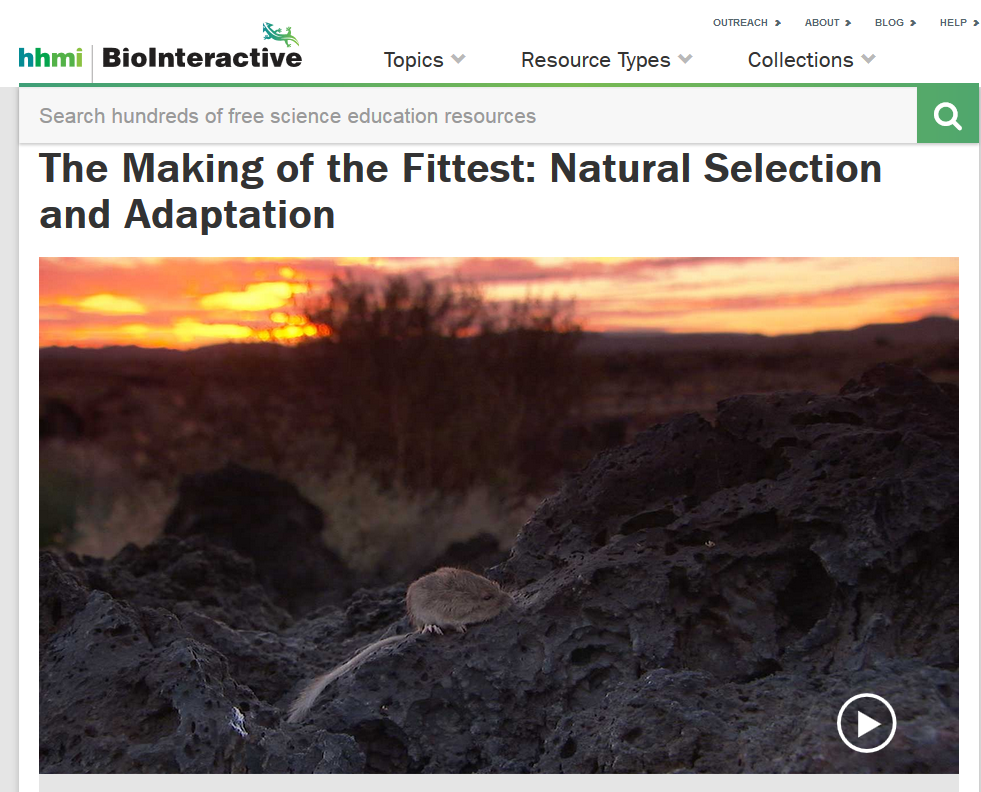 OUTREACH ABOUT BLOG HELP
hhmi BioInteractive
Topics Resource Types Collections
Search hundreds of free science education resources
The Making of the Fittest: Natural Selection
and Adaptation